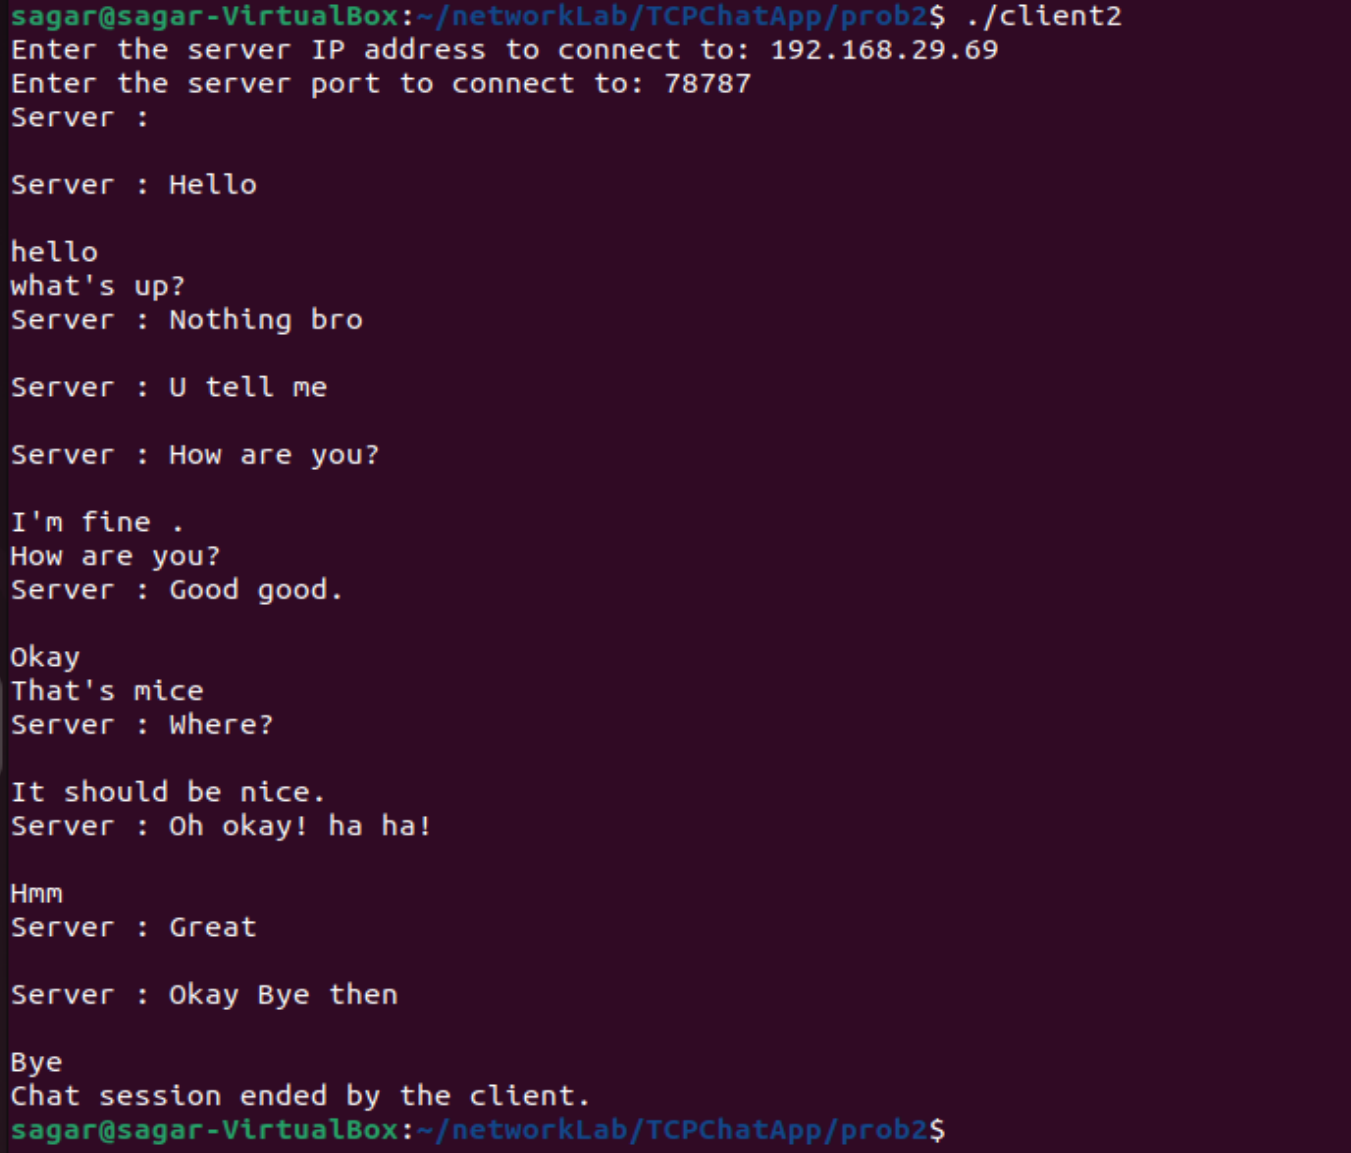 sagar@sagar-VirtualBox:~/networkLab/TCPChatApp/prob2$ ./client2
Enter the server IP address to connect to: 192.168.29.69
Enter the server port to connect to: 78787
Server :
Server : Hello
hello
what's up?
Server : Nothing bro
Server : U tell me
Server : How are you?
I'm fine .
How are you?
Server : Good good.
Okay
That's mice
Server : Where?
It should be nice.
Server : Oh okay! ha ha!
Hmm
Server : Great
Server : Okay Bye then
Bye
Chat session ended by the client.
sagar@sagar-VirtualBox:~/networkLab/TCPChatApp/prob2$